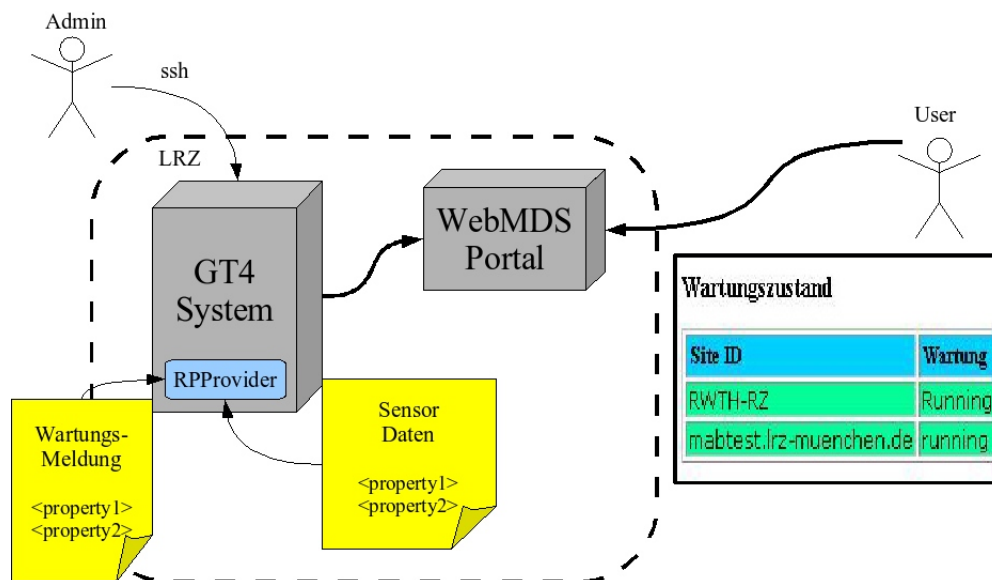 Admin
ssh
User
LRZ
WebMDS
Portal
GT4
System
RPProvider
Wartungs-
Meldung
<property1>
<property2>
Sensor
Daten
<property1>
<property2>
Wartungszustand
Site ID Wartung
RWTH-RZ Running
mabtest.lrz-muenchen.de running